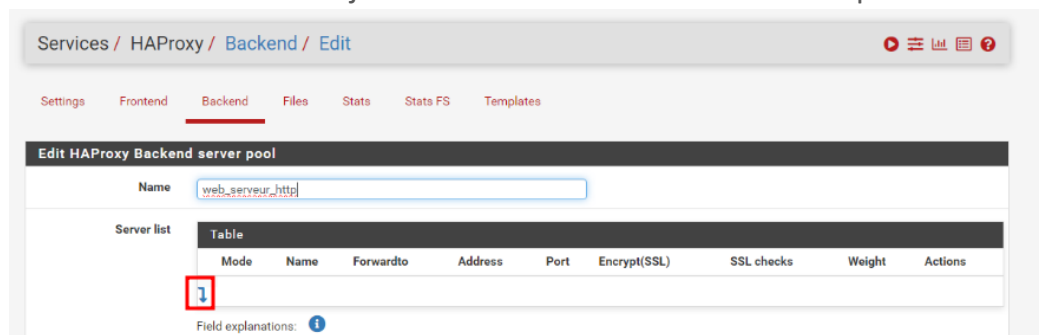 Services / HAProxy / Backend / Edit
Settings Frontend Backend Files Stats Stats FS Templates
Edit HAProxy Backend server pool
Name web_serveur_http
Server list Table
Mode Name Forwardto Address Port Encrypt(SSL) SSL checks Weight Actions
Field explanations: